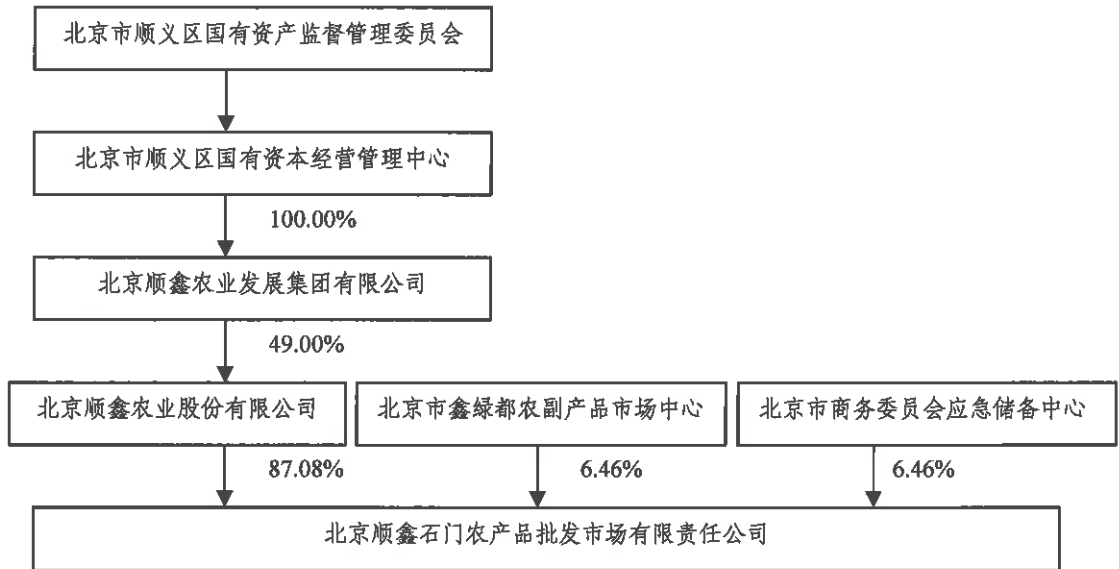 北京市顺义区国有资产监督管理委员会
北京市顺义区国有资本经营管理中心
100.00%
北京顺鑫农业发展集团有限公司
49.00%
北京顺鑫农业股份有限公司
北京市鑫绿都农副产品市场中心
北京市商务委员会应急储备中心
87.08%
6.46%
6.46%
北京顺鑫石门农产品批发市场有限责任公司